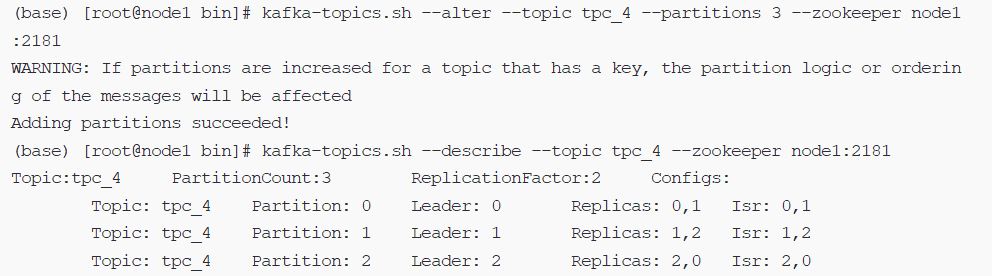 (base) [root@node1 bin]# kafka-topics.sh --alter --topic tpc_4 --partitions 3 --zookeeper node1
:2181
WARNING: If partitions are increased for a topic that has a key, the partition logic or orderin
g of the messages will be affected
Adding partitions succeeded!
(base) [root@node1 bin]# kafka-topics.sh --describe --topic tpc_4 --zookeeper node1:2181
Topic:tpc_4 PartitionCount:3 ReplicationFactor:2 Configs:
Topic: tpc_4 Partition: 0 Leader: 0 Replicas: 0,1 Isr: 0,1
Topic: tpc_4 Partition: 1 Leader: 1 Replicas: 1,2 Isr: 1,2
Topic: tpc_4 Partition: 2 Leader: 2 Replicas: 2,0 Isr: 2,0